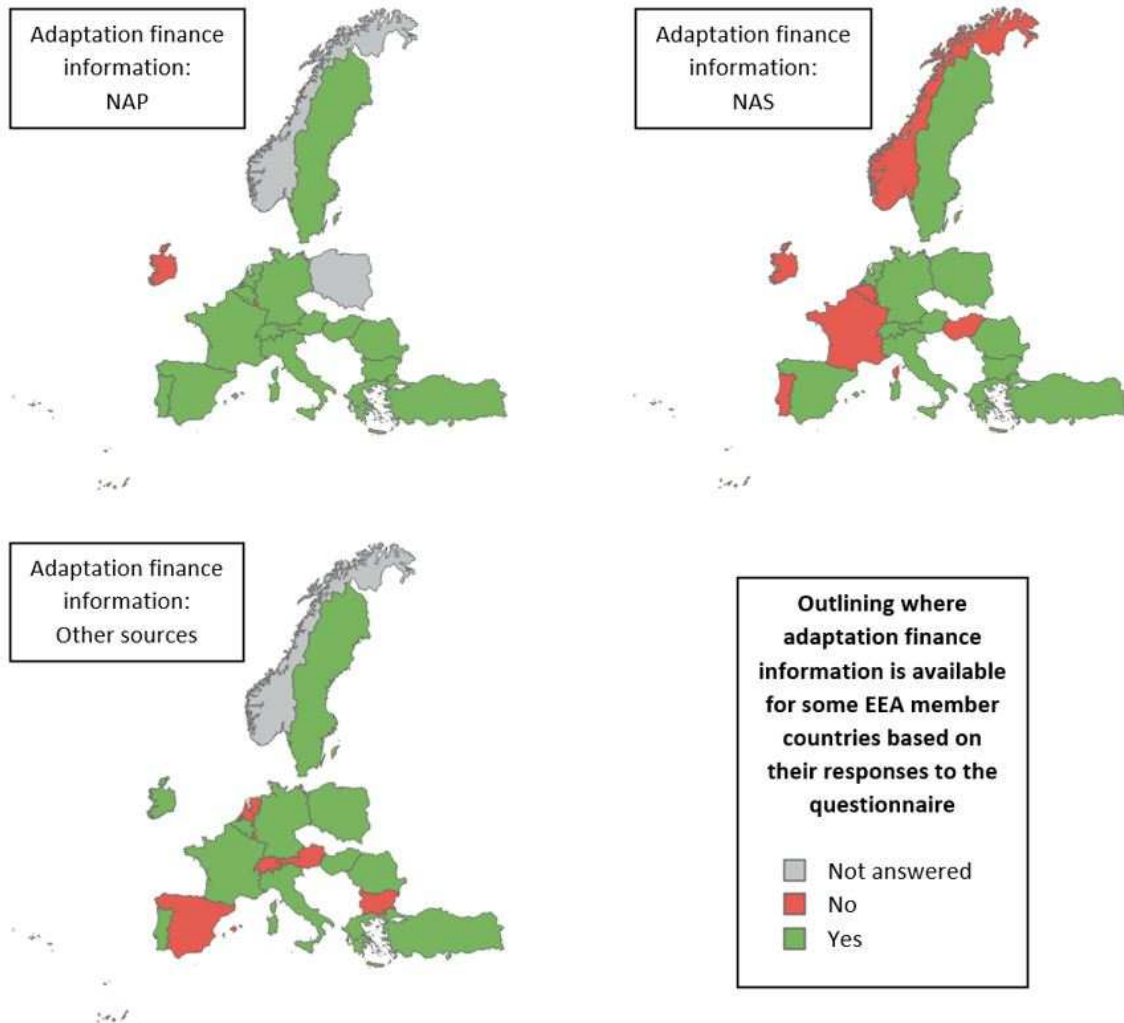 Adaptation finance
information:
NAP
Adaptation finance
information:
NAS
Adaptation finance
information:
Other sources
Outlining where
adaptation finance
information is available
for some EEA member
countries based on
their responses to the
questionnaire
Not answered
No
Yes